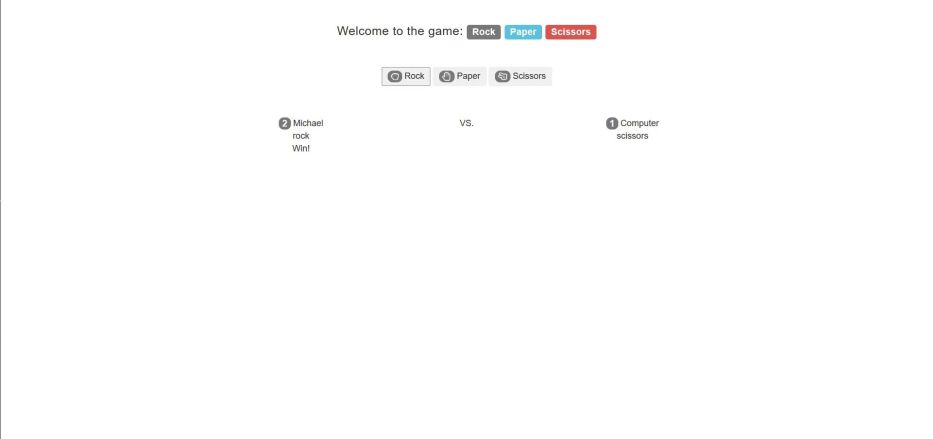 Welcome to the game: Rock Paper Scissors
Rock Paper Scissors
2 Michael VS. 1 Computer
rock scissors
Win!